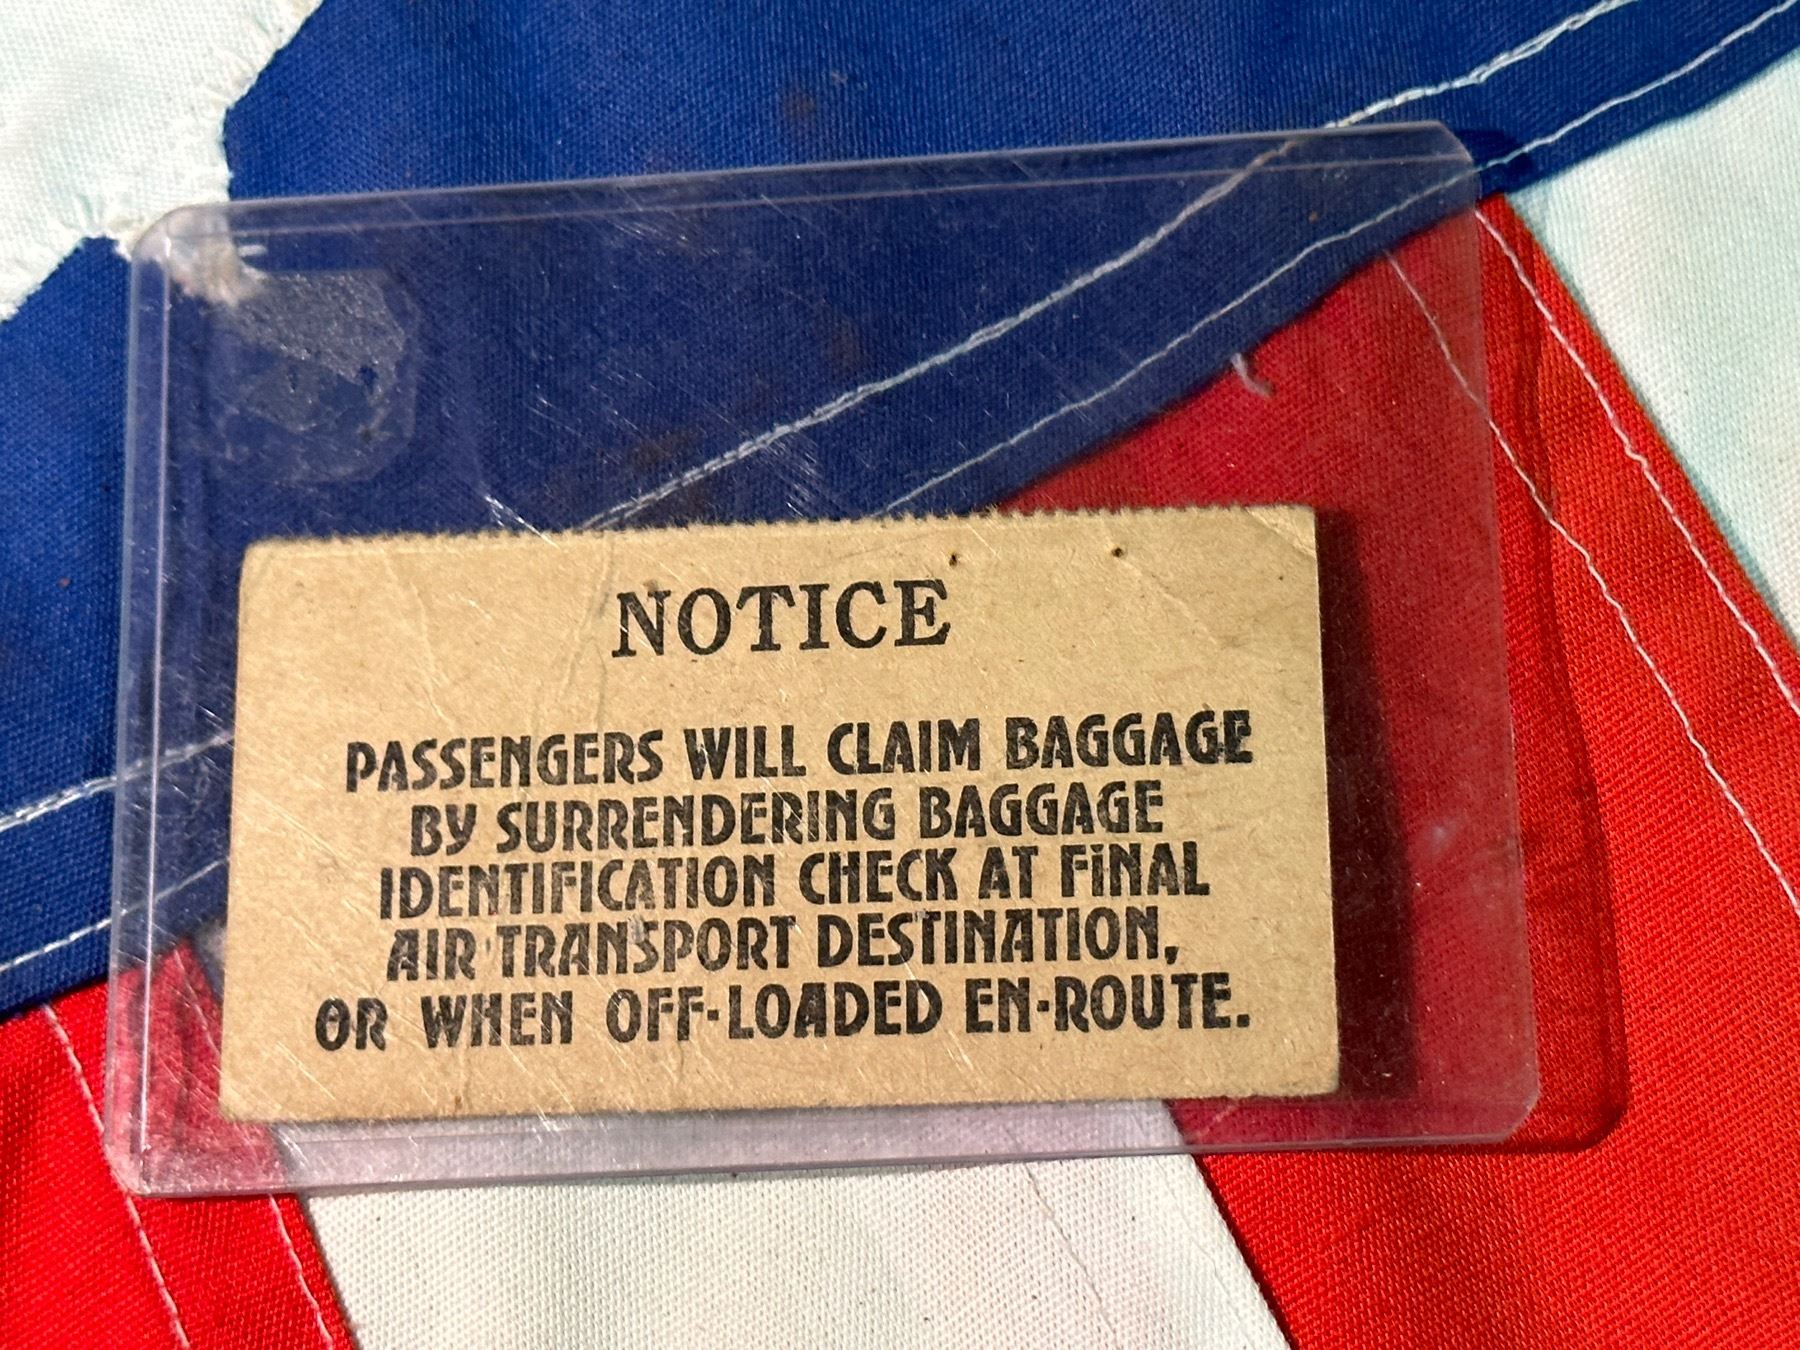 NOTICE
PASSENGERS WILL CLAIM BAGGAGE
BY SURRENDERING BAGGAGE
IDENTIFICATION CHECK AT FINAL
AIR TRANSPORT DESTINATION,
OR WHEN OFF-LOADED EN-ROUTE.